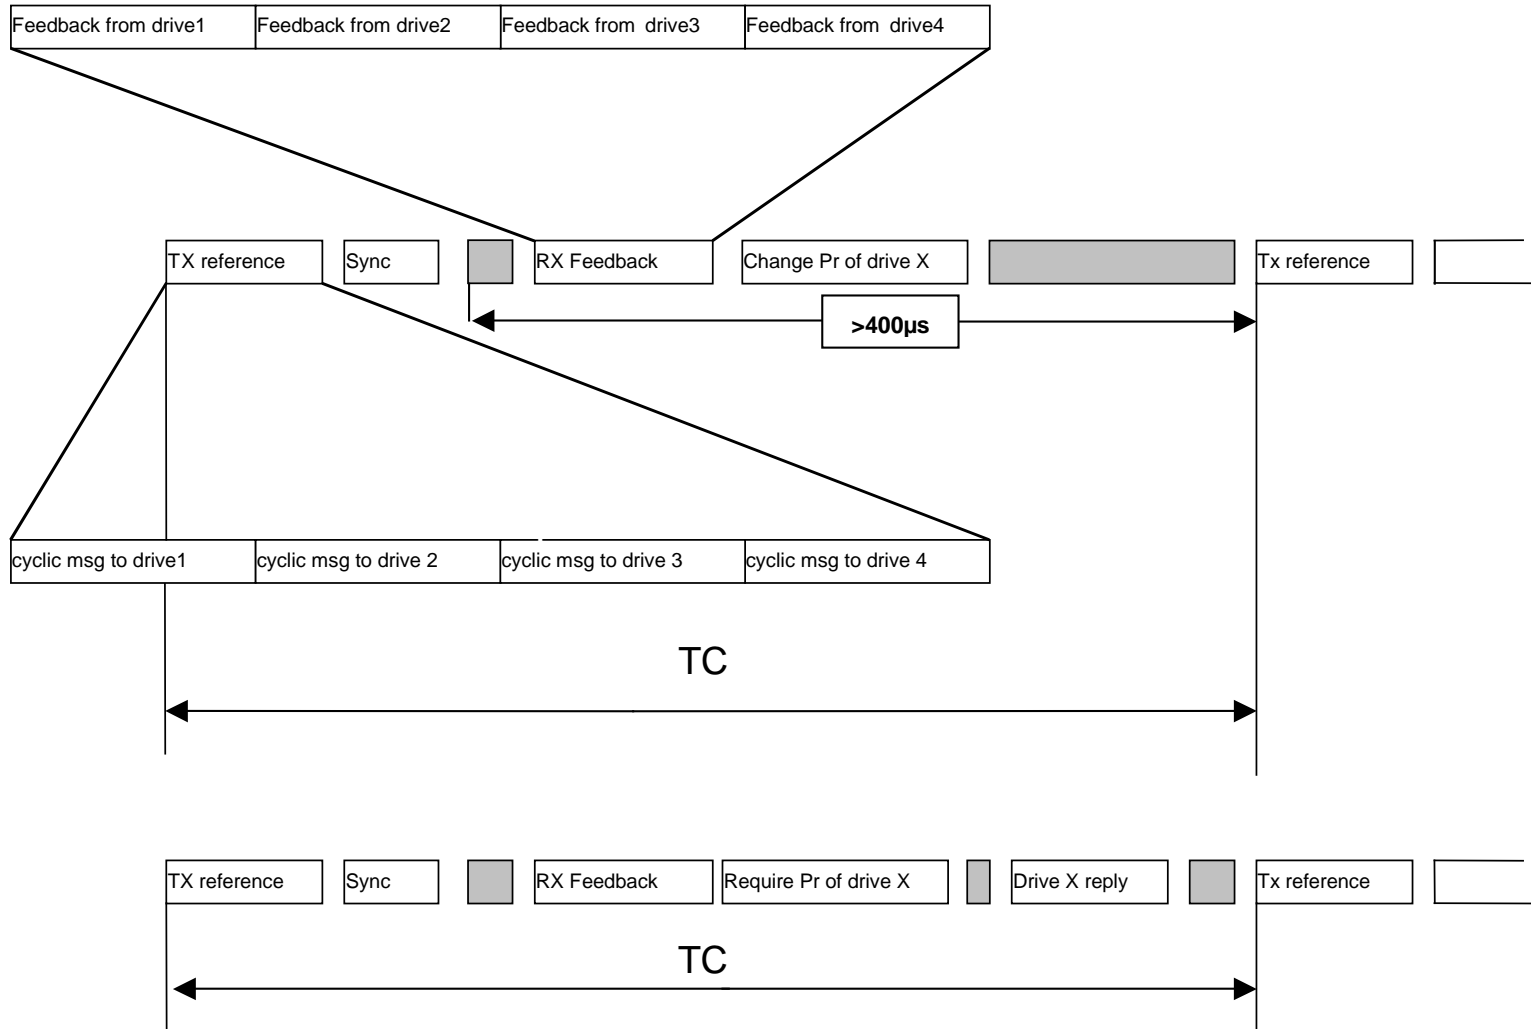 Feedback from drive1
Feedback from drive2
Feedback from  drive3
Feedback from  drive4
TX reference
Sync
RX Feedback
Change Pr of drive X
Tx reference
>400µs
cyclic msg to drive1
cyclic msg to drive 2
cyclic msg to drive 3
cyclic msg to drive 4
TC
TX reference
Sync
RX Feedback
Require Pr of drive X
Drive X reply
Tx reference
TC